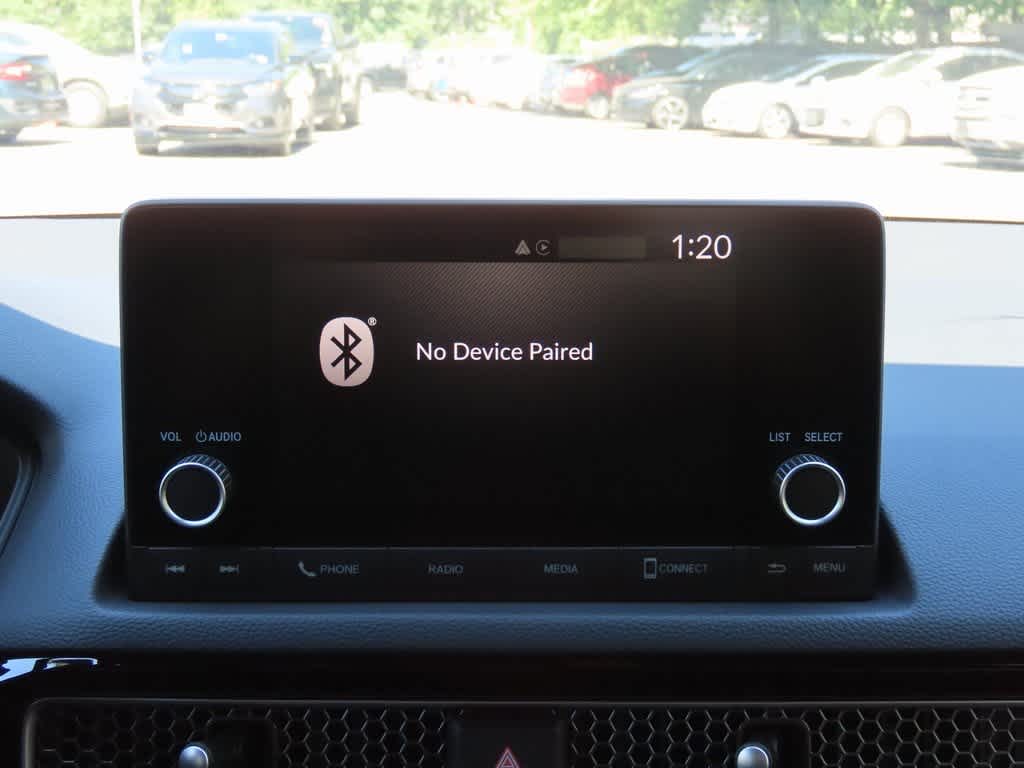 1:20
®
No Device Paired
VOL AUDIO
LIST SELECT
PHONE RADIO MEDIA CONNECT MENU